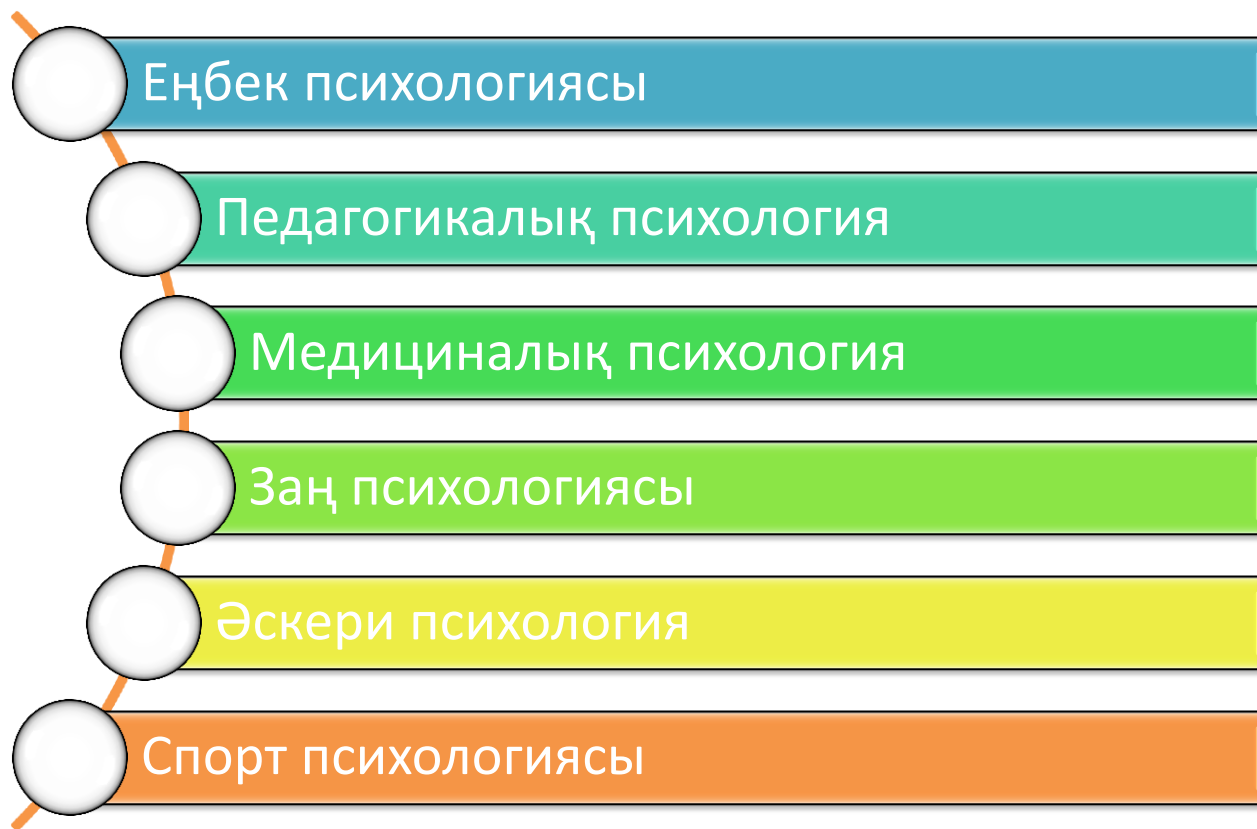 Еңбек психологиясы
Педагогикалық психология
Медициналық психология
Заң психологиясы
Әскери психология
Спорт психологиясы